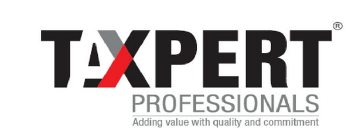 TAXPERT®
PROFESSIONALS
Adding value with quality and commitment